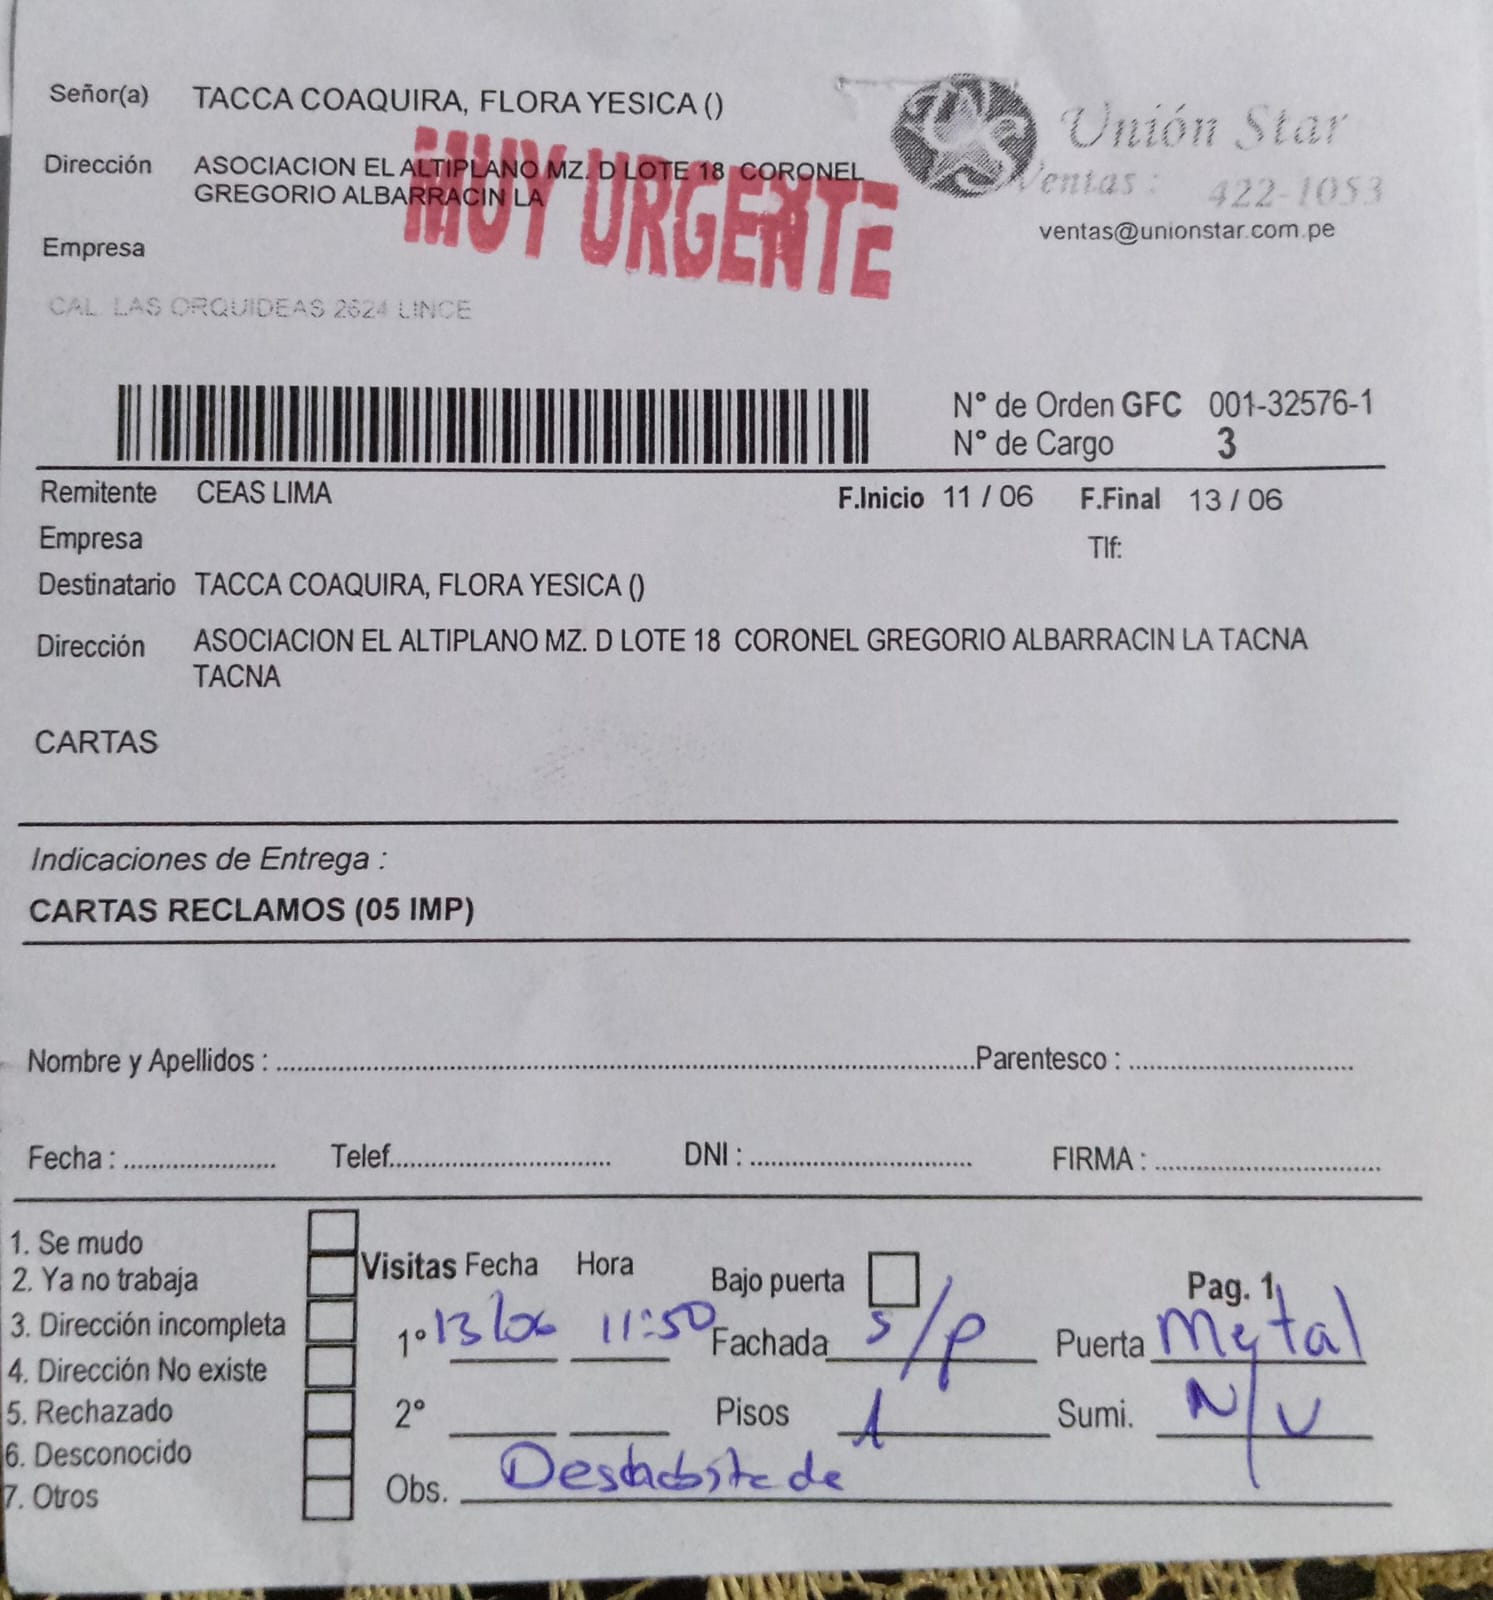 Señor(a) TACCA COAQUIRA, FLORA YESICA ()
Unión Star
Dirección ASOCIACION EL ALTIPLANO MZ. D LOTE 18 CORONEL
GREGORIO ALBARRACIN LA
MUY URGENTE
Ventas : 422-1053
ventas@unionstar.com.pe
Empresa
CAL. LAS ORQUIDEAS 2624 LINCE
N° de Orden GFC 001-32576-1
N° de Cargo 3
Remitente CEAS LIMA F.Inicio 11 / 06 F.Final 13 / 06
Empresa Tlf:
Destinatario TACCA COAQUIRA, FLORA YESICA ()
Dirección ASOCIACION EL ALTIPLANO MZ. D LOTE 18 CORONEL GREGORIO ALBARRACIN LA TACNA
TACNA
CARTAS
Indicaciones de Entrega :
CARTAS RECLAMOS (05 IMP)
Nombre y Apellidos : Parentesco :
Fecha : Telef. DNI : FIRMA :
1. Se mudo
2. Ya no trabaja
3. Dirección incompleta
4. Dirección No existe
5. Rechazado
6. Desconocido
7. Otros
Visitas Fecha Hora Bajo puerta Pag. 1
1° 13/06 11:50 Fachada s/p Puerta Metal
2° Pisos 1 Sumi. N/V
Obs.